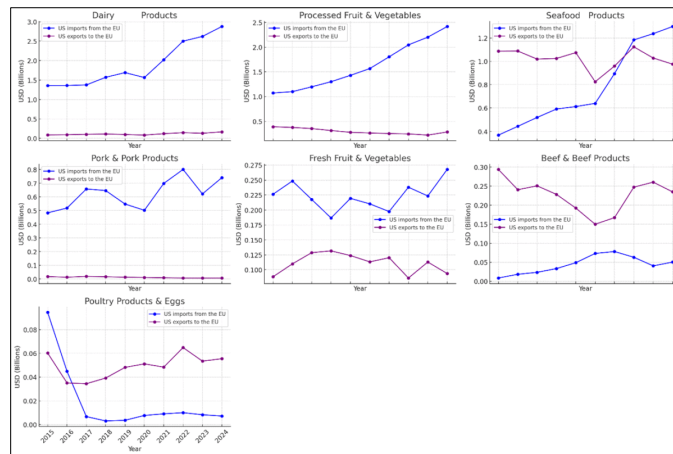 Dairy Products
USD (Billions)
3.0
2.5
2.0
1.5
1.0
0.5
0.0
US imports from the EU
US exports to the EU
Year
Processed Fruit & Vegetables
USD (Billions)
2.5
2.0
1.5
1.0
0.5
US imports from the EU
US exports to the EU
Year
Seafood Products
USD (Billions)
1.2
1.0
0.8
0.6
0.4
US imports from the EU
US exports to the EU
Year
Pork & Pork Products
USD (Billions)
0.8
0.7
0.6
0.5
0.4
0.3
0.2
0.1
0.0
US imports from the EU
US exports to the EU
Year
Fresh Fruit & Vegetables
USD (Billions)
0.275
0.250
0.225
0.200
0.175
0.150
0.125
0.100
US imports from the EU
US exports to the EU
Year
Beef & Beef Products
USD (Billions)
0.30
0.25
0.20
0.15
0.10
0.05
0.00
US imports from the EU
US exports to the EU
Year
Poultry Products & Eggs
USD (Billions)
0.08
0.06
0.04
0.02
0.00
US imports from the EU
US exports to the EU
2015 2016 2017 2018 2019 2020 2021 2022 2023 2024
Year